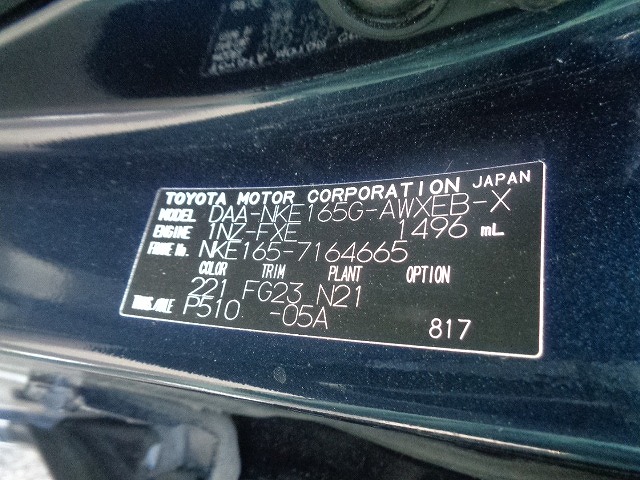 TOYOTA MOTOR CORPORATION JAPAN
MODEL DAA-NKE165G-AWXEB-X
ENGINE 1NZ-FXE 1496 mL
FRAME No. NKE165-7164665
COLOR TRIM PLANT OPTION
221 FG23 N21
TRANS/AXLE P510 -05A
817